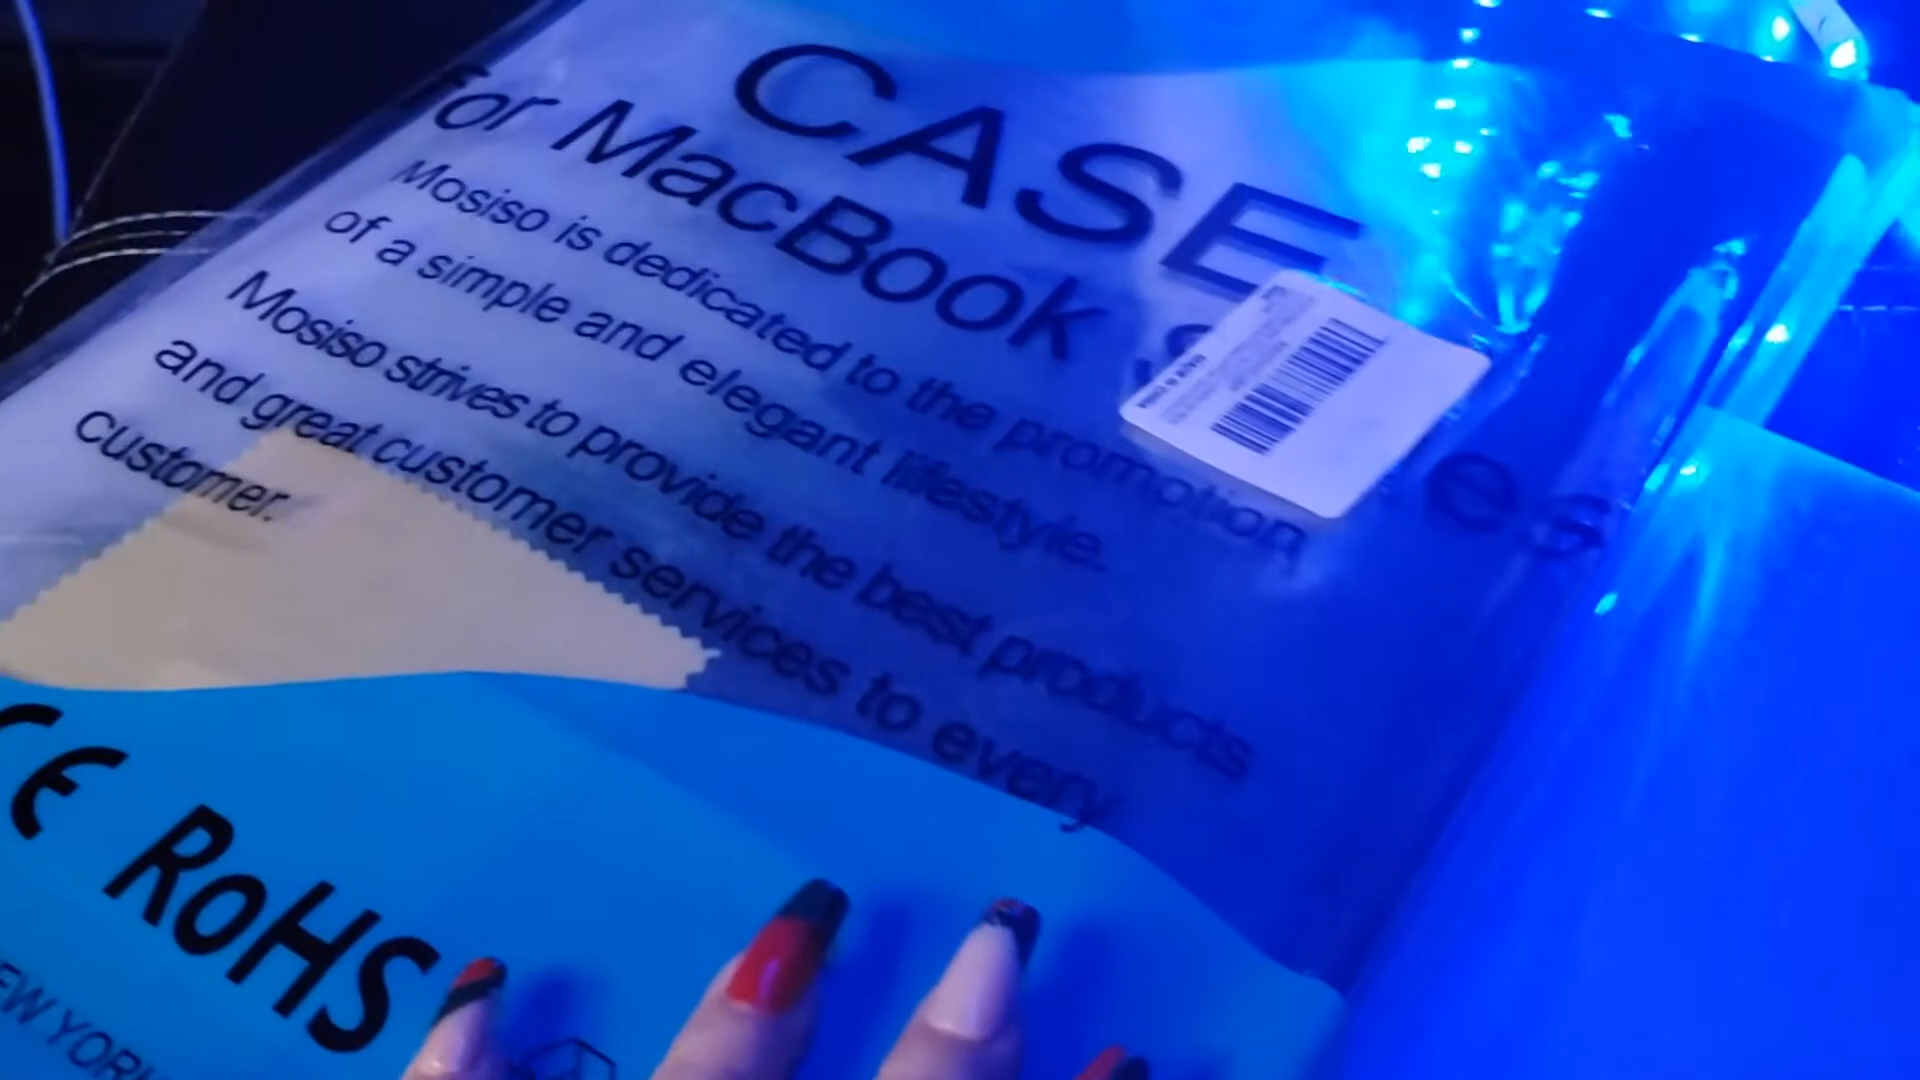 CASE
for MacBook
Mosiso is dedicated to the promotion
of a simple and elegant lifestyle.
Mosiso strives to provide the best products
and great customer services to every
customer.
CE RoHS